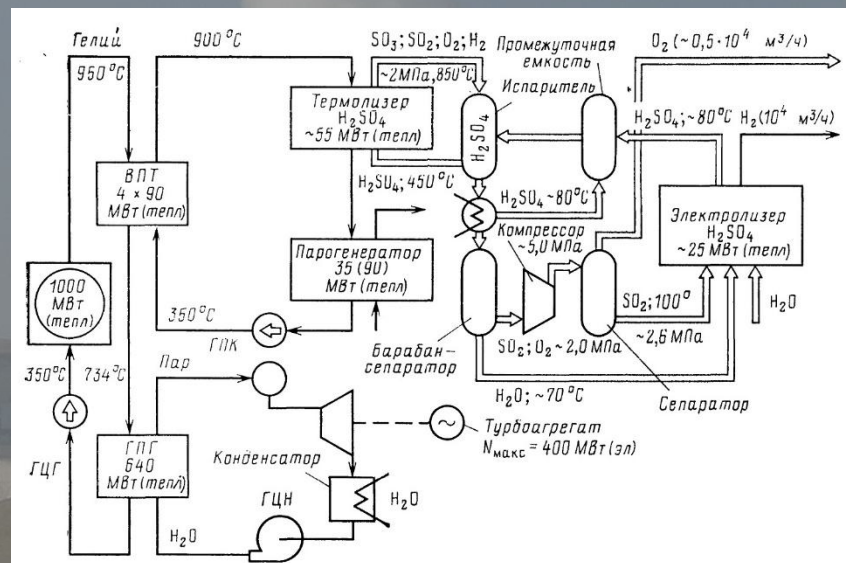 Гелий
950°С
900°С
SO₃; SO₂; O₂; H₂
~2МПа, 850°С
Промежуточная
емкость
O₂ (~0,5·10⁴ м³/ч)
Испаритель
H₂SO₄; ~80°С
H₂(10⁴ м³/ч)
Термолизер
H₂SO₄
~55 МВт (тепл)
H₂SO₄
ВПТ
4 × 90
МВт (тепл)
H₂SO₄; 450°С
H₂SO₄ ~80°С
Компрессор
~5,0 МПа
Электролизер
H₂SO₄
~25 МВт (тепл)
Парогенератор
35 (90)
МВт (тепл)
1000
МВт
(тепл)
350°С
ГПК
SO₂; 100°
~2,6 МПа
H₂O
Барабан-
сепаратор
SO₂; O₂ ~2,0 МПа
H₂O; ~70°С
Сепаратор
350°С
734°С
Пар
ГЦГ
ГПГ
640
МВт (тепл)
Турбоагрегат
Nмакс = 400 МВт (эл)
Конденсатор
H₂O
ГЦН
H₂O